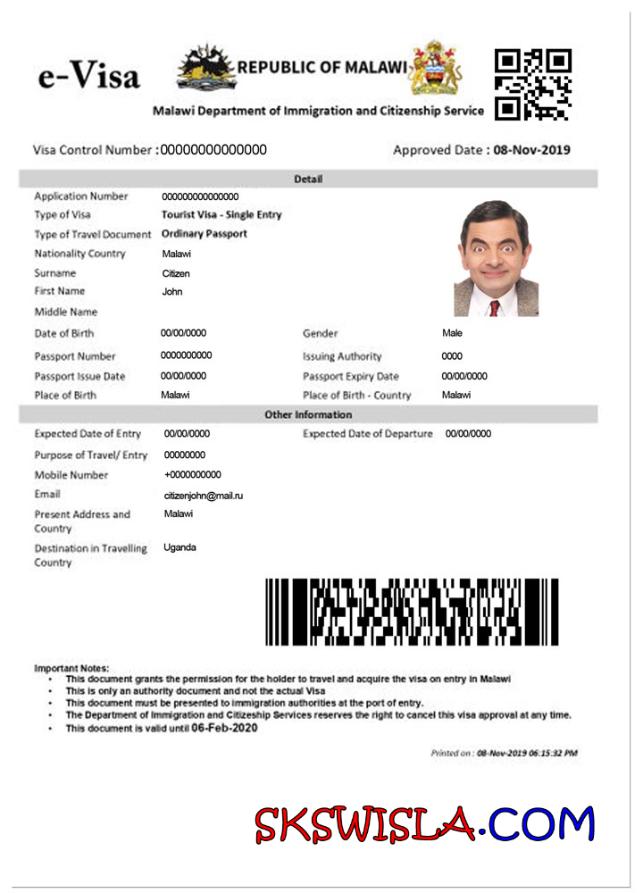 e-Visa
REPUBLIC OF MALAWI
Malawi Department of Immigration and Citizenship Service
Visa Control Number : 00000000000000
Approved Date : 08-Nov-2019
Detail
Application Number 000000000000000
Type of Visa Tourist Visa - Single Entry
Type of Travel Document Ordinary Passport
Nationality Country Malawi
Surname Citizen
First Name John
Middle Name
Date of Birth 00/00/0000 Gender Male
Passport Number 0000000000 Issuing Authority 0000
Passport Issue Date 00/00/0000 Passport Expiry Date 00/00/0000
Place of Birth Malawi Place of Birth - Country Malawi
Other Information
Expected Date of Entry 00/00/0000 Expected Date of Departure 00/00/0000
Purpose of Travel/ Entry 00000000
Mobile Number +0000000000
Email citizenjohn@mail.ru
Present Address and Malawi
Country
Destination in Travelling Uganda
Country
Important Notes:
• This document grants the permission for the holder to travel and acquire the visa on entry in Malawi
• This is only an authority document and not the actual Visa
• This document must be presented to immigration authorities at the port of entry.
• The Department of Immigration and Citizeship Services reserves the right to cancel this visa approval at any time.
• This document is valid until 06-Feb-2020
Printed on : 08-Nov-2019 06:15:32 PM
SKSWISLA.COM